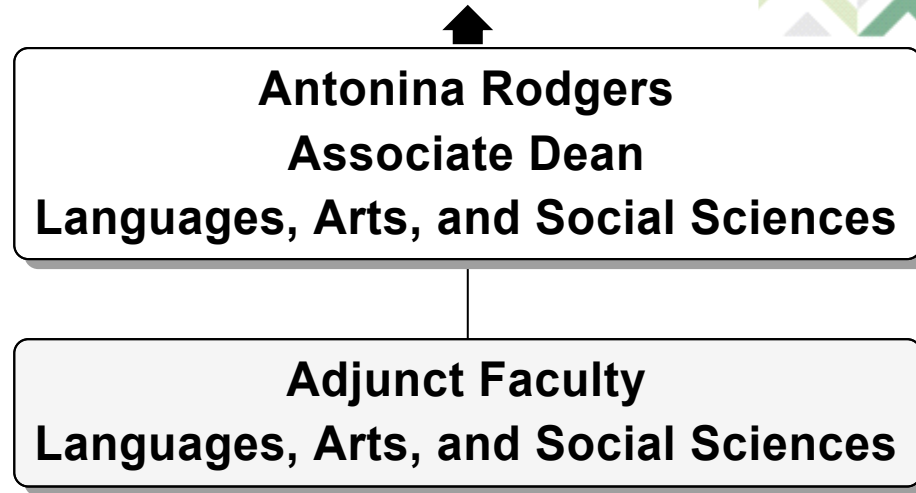 Antonina Rodgers
Associate Dean
Languages, Arts, and Social Sciences
Adjunct Faculty
Languages, Arts, and Social Sciences